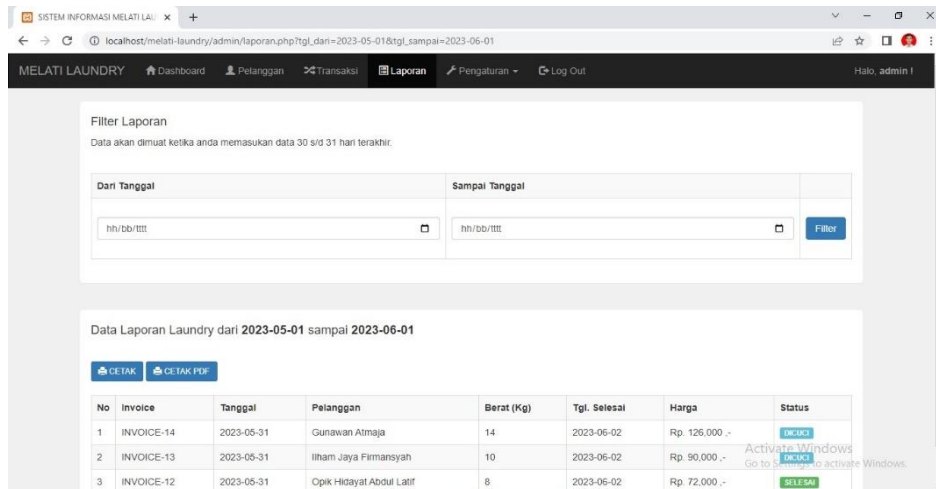 SISTEM INFORMASI MELATI LAU
localhost/melati-laundry/admin/laporan.php?tgl_dari=2023-05-01&tgl_sampai=2023-06-01
MELATI LAUNDRY Dashboard Pelanggan Transaksi Laporan Pengaturan Log Out Halo, admin !
Filter Laporan
Data akan dimuat ketika anda memasukan data 30 s/d 31 hari terakhir.
Dari Tanggal Sampai Tanggal
hh/bb/tttt hh/bb/tttt Filter
Data Laporan Laundry dari 2023-05-01 sampai 2023-06-01
CETAK CETAK PDF
No Invoice Tanggal Pelanggan Berat (Kg) Tgl. Selesai Harga Status
1 INVOICE-14 2023-05-31 Gunawan Atmaja 14 2023-06-02 Rp. 126,000 ,- DICUCI
Activate Windows
2 INVOICE-13 2023-05-31 Ilham Jaya Firmansyah 10 2023-06-02 Rp. 90,000 ,- DICUCI
Go to Settings to activate Windows.
3 INVOICE-12 2023-05-31 Opik Hidayat Abdul Latif 8 2023-06-02 Rp. 72,000 ,- SELESAI